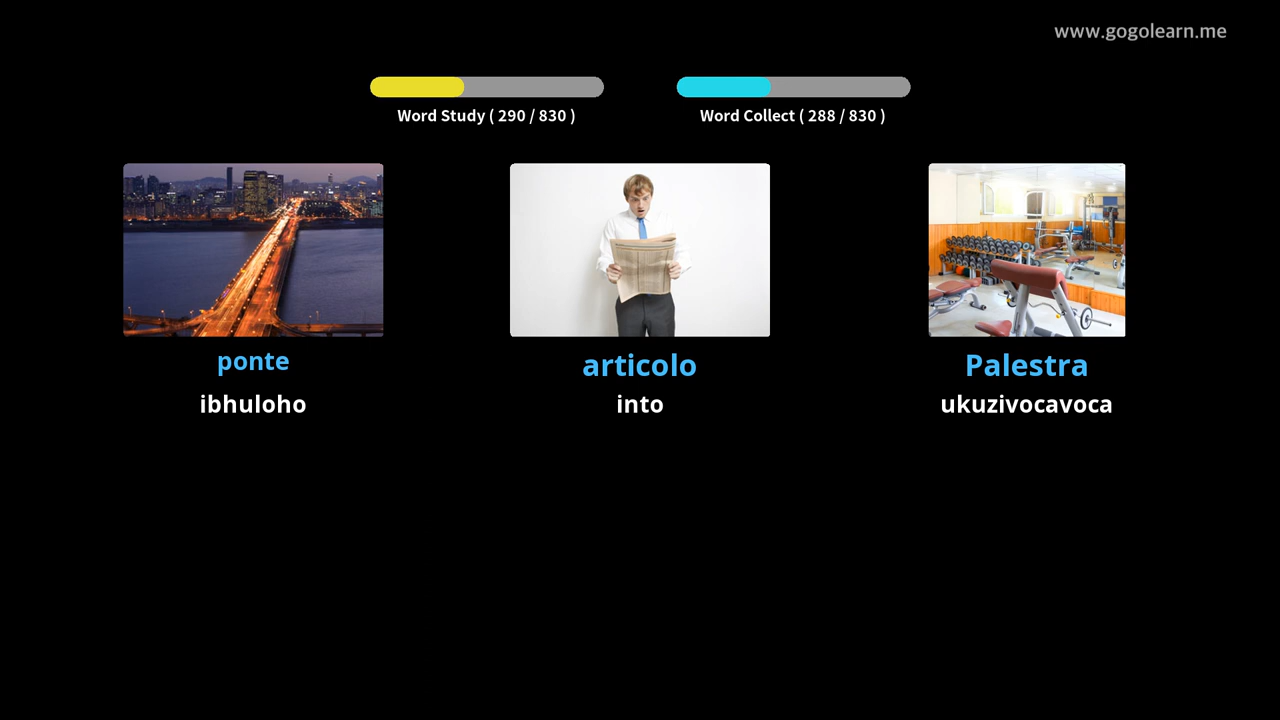 www.gogolearn.me
Word Study ( 290 / 830 )
Word Collect ( 288 / 830 )
ponte
articolo
Palestra
ibhuloho
into
ukuzivocavoca